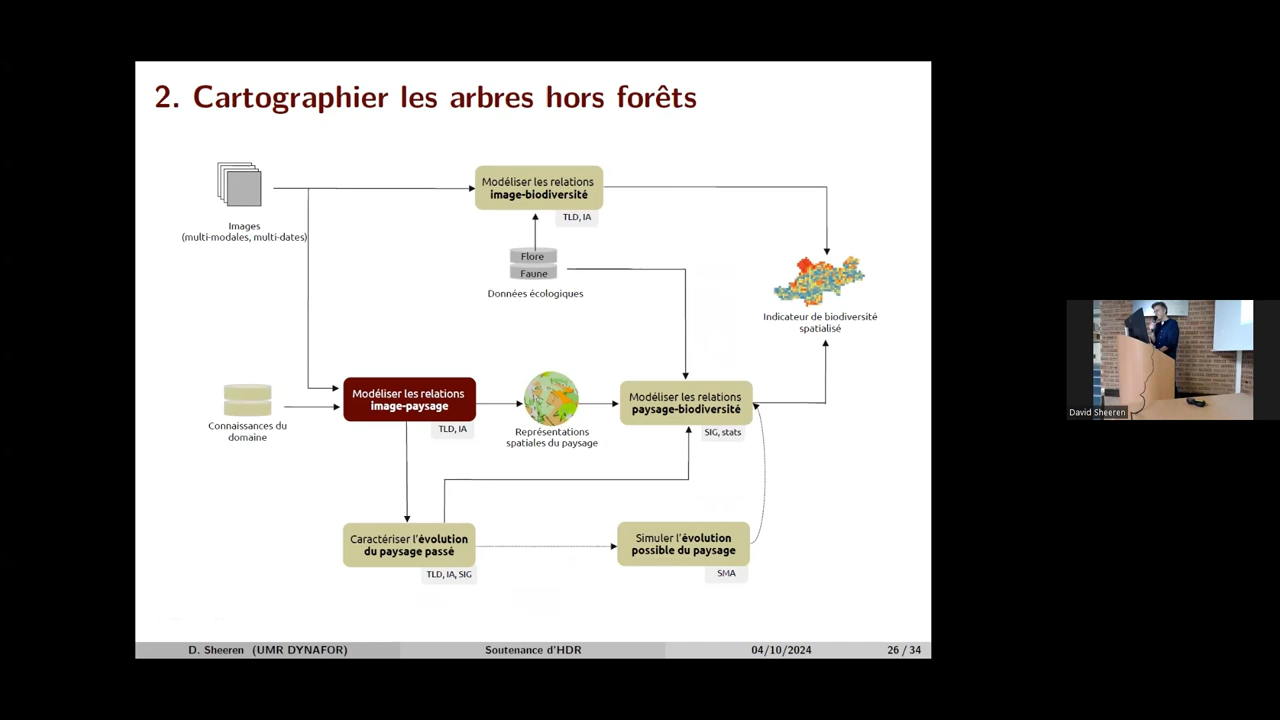 2. Cartographier les arbres hors forêts
Modéliser les relations
image-biodiversité
TLD, IA
Images
(multi-modales, multi-dates)
Flore
Faune
Données écologiques
Indicateur de biodiversité
spatialisé
Connaissances du
domaine
Modéliser les relations
image-paysage
TLD, IA
Représentations
spatiales du paysage
Modéliser les relations
paysage-biodiversité
SIG, stats
Caractériser l'évolution
du paysage passé
TLD, IA, SIG
Simuler l'évolution
possible du paysage
SMA
D. Sheeren (UMR DYNAFOR)
Soutenance d'HDR
04/10/2024
26 / 34
David Sheeren